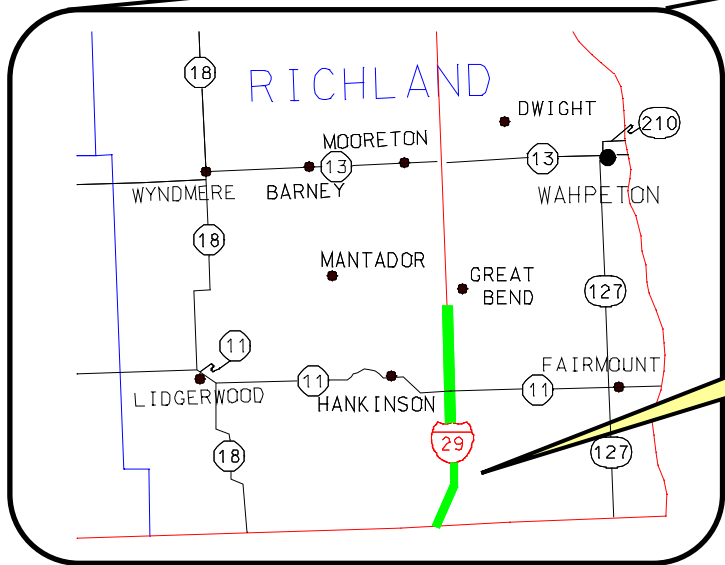 18
RICHLAND
DWIGHT
210
MOORETON
13
13
WYNDMERE
BARNEY
WAHPETON
18
MANTADOR
GREAT
BEND
127
11
FAIRMOUNT
11
11
LIDGERWOOD
HANKINSON
29
18
127